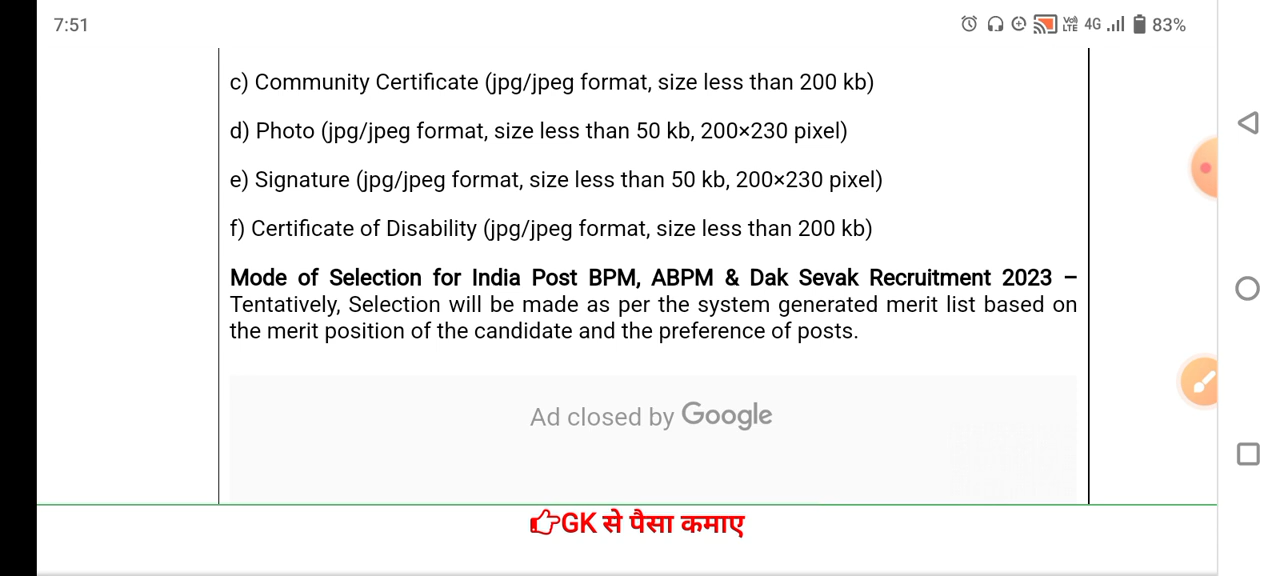 7:51
Vo)
LTE
4G
83%
c) Community Certificate (jpg/jpeg format, size less than 200 kb)
d) Photo (jpg/jpeg format, size less than 50 kb, 200×230 pixel)
e) Signature (jpg/jpeg format, size less than 50 kb, 200×230 pixel)
f) Certificate of Disability (jpg/jpeg format, size less than 200 kb)
Mode of Selection for India Post BPM, ABPM & Dak Sevak Recruitment 2023 –
Tentatively, Selection will be made as per the system generated merit list based on
the merit position of the candidate and the preference of posts.
Ad closed by Google
GK से पैसा कमाए